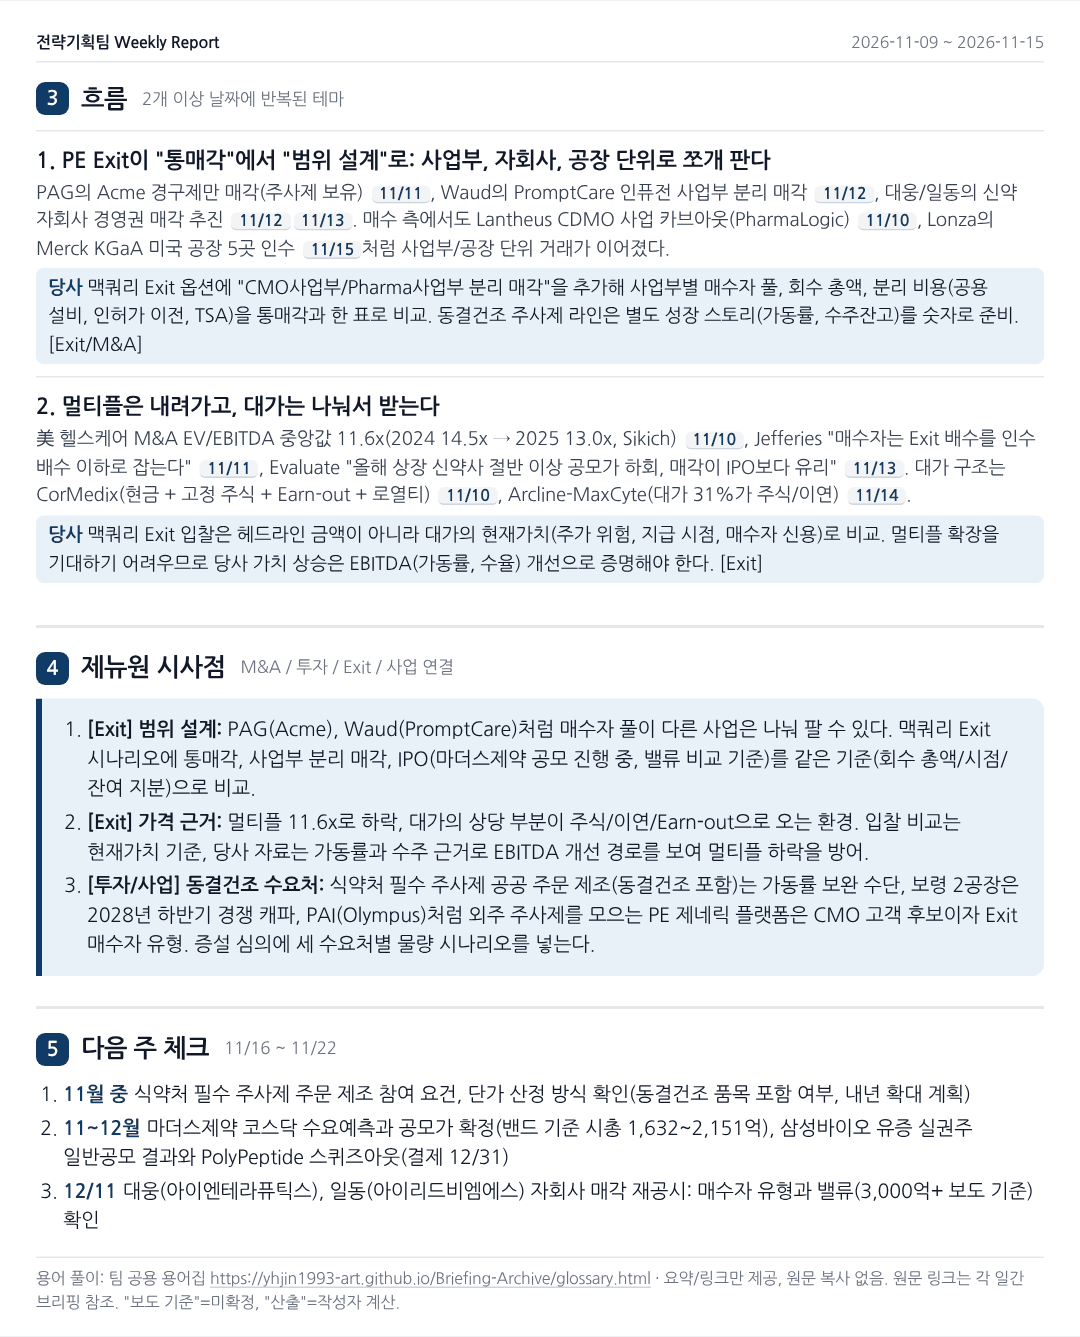 전략기획팀 Weekly Report
2026-11-09 ~ 2026-11-15
3 흐름 2개 이상 날짜에 반복된 테마
1. PE Exit이 "통매각"에서 "범위 설계"로: 사업부, 자회사, 공장 단위로 쪼개 판다
PAG의 Acme 경구제만 매각(주사제 보유) 11/11, Waud의 PromptCare 인퓨전 사업부 분리 매각 11/12, 대웅/일동의 신약
자회사 경영권 매각 추진 11/12 11/13. 매수 측에서도 Lantheus CDMO 사업 카브아웃(PharmaLogic) 11/10, Lonza의
Merck KGaA 미국 공장 5곳 인수 11/15 처럼 사업부/공장 단위 거래가 이어졌다.
당사 맥쿼리 Exit 옵션에 "CMO사업부/Pharma사업부 분리 매각"을 추가해 사업부별 매수자 풀, 회수 총액, 분리 비용(공용
설비, 인허가 이전, TSA)을 통매각과 한 표로 비교. 동결건조 주사제 라인은 별도 성장 스토리(가동률, 수주잔고)를 숫자로 준비.
[Exit/M&A]
2. 멀티플은 내려가고, 대가는 나눠서 받는다
美 헬스케어 M&A EV/EBITDA 중앙값 11.6x(2024 14.5x → 2025 13.0x, Sikich) 11/10, Jefferies "매수자는 Exit 배수를 인수
배수 이하로 잡는다" 11/11, Evaluate "올해 상장 신약사 절반 이상 공모가 하회, 매각이 IPO보다 유리" 11/13. 대가 구조는
CorMedix(현금 + 고정 주식 + Earn-out + 로열티) 11/10, Arcline-MaxCyte(대가 31%가 주식/이연) 11/14.
당사 맥쿼리 Exit 입찰은 헤드라인 금액이 아니라 대가의 현재가치(주가 위험, 지급 시점, 매수자 신용)로 비교. 멀티플 확장을
기대하기 어려우므로 당사 가치 상승은 EBITDA(가동률, 수율) 개선으로 증명해야 한다. [Exit]
4 제뉴원 시사점 M&A / 투자 / Exit / 사업 연결
1. [Exit] 범위 설계: PAG(Acme), Waud(PromptCare)처럼 매수자 풀이 다른 사업은 나눠 팔 수 있다. 맥쿼리 Exit
시나리오에 통매각, 사업부 분리 매각, IPO(마더스제약 공모 진행 중, 밸류 비교 기준)를 같은 기준(회수 총액/시점/
잔여 지분)으로 비교.
2. [Exit] 가격 근거: 멀티플 11.6x로 하락, 대가의 상당 부분이 주식/이연/Earn-out으로 오는 환경. 입찰 비교는
현재가치 기준, 당사 자료는 가동률과 수주 근거로 EBITDA 개선 경로를 보여 멀티플 하락을 방어.
3. [투자/사업] 동결건조 수요처: 식약처 필수 주사제 공공 주문 제조(동결건조 포함)는 가동률 보완 수단, 보령 2공장은
2028년 하반기 경쟁 캐파, PAI(Olympus)처럼 외주 주사제를 모으는 PE 제네릭 플랫폼은 CMO 고객 후보이자 Exit
매수자 유형. 증설 심의에 세 수요처별 물량 시나리오를 넣는다.
5 다음 주 체크 11/16 ~ 11/22
1. 11월 중 식약처 필수 주사제 주문 제조 참여 요건, 단가 산정 방식 확인(동결건조 품목 포함 여부, 내년 확대 계획)
2. 11~12월 마더스제약 코스닥 수요예측과 공모가 확정(밴드 기준 시총 1,632~2,151억), 삼성바이오 유증 실권주
일반공모 결과와 PolyPeptide 스퀴즈아웃(결제 12/31)
3. 12/11 대웅(아이엔테라퓨틱스), 일동(아이리드비엠에스) 자회사 매각 재공시: 매수자 유형과 밸류(3,000억+ 보도 기준)
확인
용어 풀이: 팀 공용 용어집 https://yhjin1993-art.github.io/Briefing-Archive/glossary.html · 요약/링크만 제공, 원문 복사 없음. 원문 링크는 각 일간
브리핑 참조. "보도 기준"=미확정, "산출"=작성자 계산.